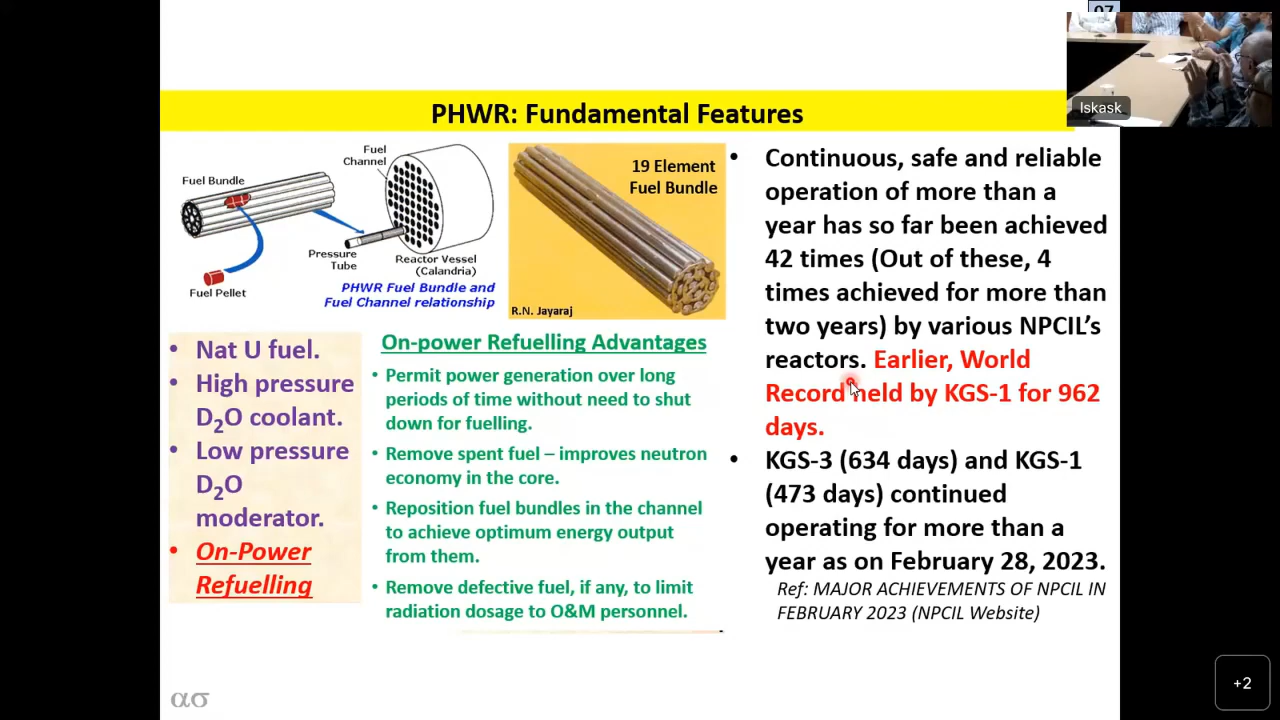 07
Iskask
PHWR: Fundamental Features
Fuel
Channel
Fuel Bundle
Pressure
Tube
Reactor Vessel
(Calandria)
Fuel Pellet
PHWR Fuel Bundle and
Fuel Channel relationship
19 Element
Fuel Bundle
R.N. Jayaraj
• Nat U fuel.
• High pressure
D₂O coolant.
• Low pressure
D₂O
moderator.
• On-Power
Refuelling
On-power Refuelling Advantages
• Permit power generation over long
periods of time without need to shut
down for fuelling.
• Remove spent fuel – improves neutron
economy in the core.
• Reposition fuel bundles in the channel
to achieve optimum energy output
from them.
• Remove defective fuel, if any, to limit
radiation dosage to O&M personnel.
• Continuous, safe and reliable
operation of more than a
year has so far been achieved
42 times (Out of these, 4
times achieved for more than
two years) by various NPCIL’s
reactors. Earlier, World
Record held by KGS-1 for 962
days.
• KGS-3 (634 days) and KGS-1
(473 days) continued
operating for more than a
year as on February 28, 2023.
Ref: MAJOR ACHIEVEMENTS OF NPCIL IN
FEBRUARY 2023 (NPCIL Website)
ασ
+2